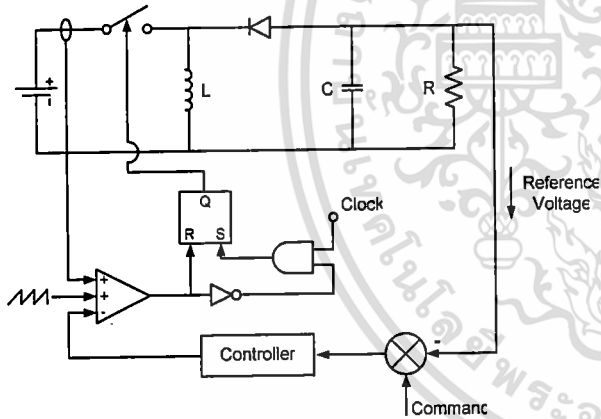 +
-
L
C
R
Reference
Voltage
Q
R S
Clock
+
+
-
Controller
-
Command